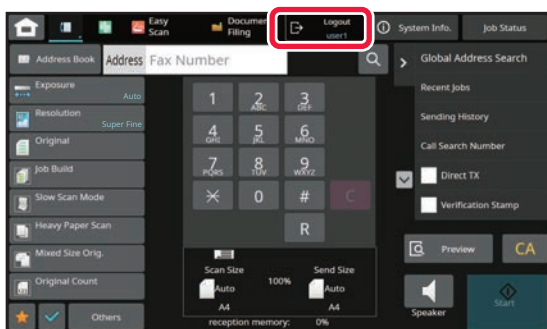 Easy
Scan
Documen
Filing
Logout
user1
System Info.
Job Status
Address Book
Address
Fax Number
Global Address Search
Exposure
Auto
Resolution
Super Fine
Original
Job Build
Slow Scan Mode
Heavy Paper Scan
Mixed Size Orig.
Original Count
Others
1
2
ABC
3
DEF
4
GHI
5
JKL
6
MNO
7
PQRS
8
TUV
9
WXYZ
0
#
C
R
Recent Jobs
Sending History
Call Search Number
Direct TX
Verification Stamp
Preview
CA
Scan Size
Auto
A4
100%
Send Size
Auto
A4
reception memory: 0%
Speaker
Start